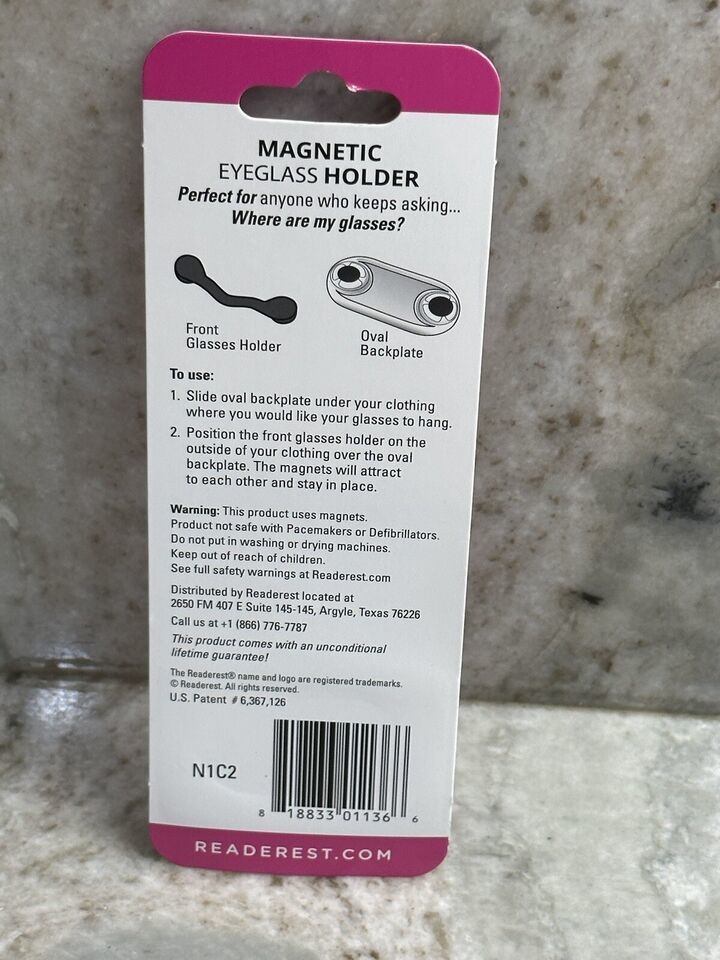 MAGNETIC
EYEGLASS HOLDER
Perfect for anyone who keeps asking...
Where are my glasses?
Front
Glasses Holder
Oval
Backplate
To use:
1. Slide oval backplate under your clothing
where you would like your glasses to hang.
2. Position the front glasses holder on the
outside of your clothing over the oval
backplate. The magnets will attract
to each other and stay in place.
Warning: This product uses magnets.
Product not safe with Pacemakers or Defibrillators.
Do not put in washing or drying machines.
Keep out of reach of children.
See full safety warnings at Readerest.com
Distributed by Readerest located at
2650 FM 407 E Suite 145-145, Argyle, Texas 76226
Call us at +1 (866) 776-7787
This product comes with an unconditional
lifetime guarantee!
The Readerest® name and logo are registered trademarks.
© Readerest. All rights reserved.
U.S. Patent # 6,367,126
N1C2
8 18833 01136 6
READEREST.COM